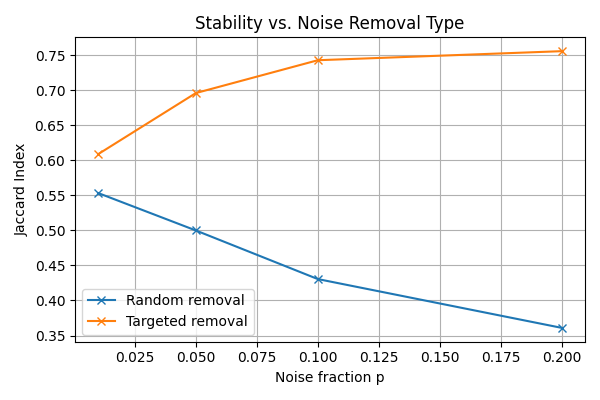 Stability vs. Noise Removal Type
Jaccard Index
0.75
0.70
0.65
0.60
0.55
0.50
0.45
0.40
0.35
Random removal
Targeted removal
0.025 0.050 0.075 0.100 0.125 0.150 0.175 0.200
Noise fraction p